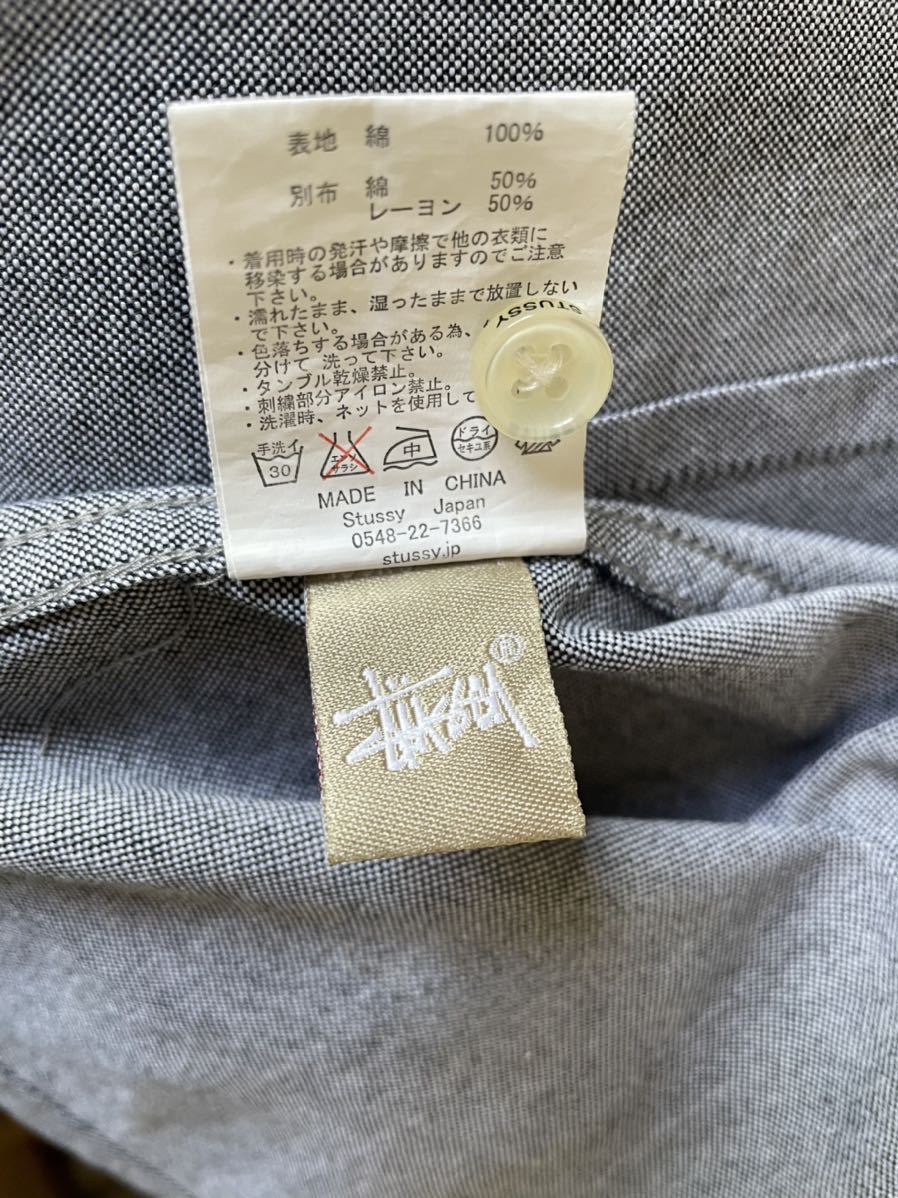 表地 綿 100%
別布 綿 50%
レーヨン 50%
・着用時の発汗や摩擦で他の衣類に
移染する場合がありますのでご注意
下さい。
・濡れたまま、湿ったままで放置しない
で下さい。
・色落ちする場合がある為、
分けて 洗って下さい。
・タンブル乾燥禁止。
・刺繍部分アイロン禁止。
・洗濯時、ネットを使用して
STUSSY
手洗イ
30
エンソ
サラシ
中
ドライ
セキユ系
MADE IN CHINA
Stussy Japan
0548-22-7366
stussy.jp
Stüssy ®